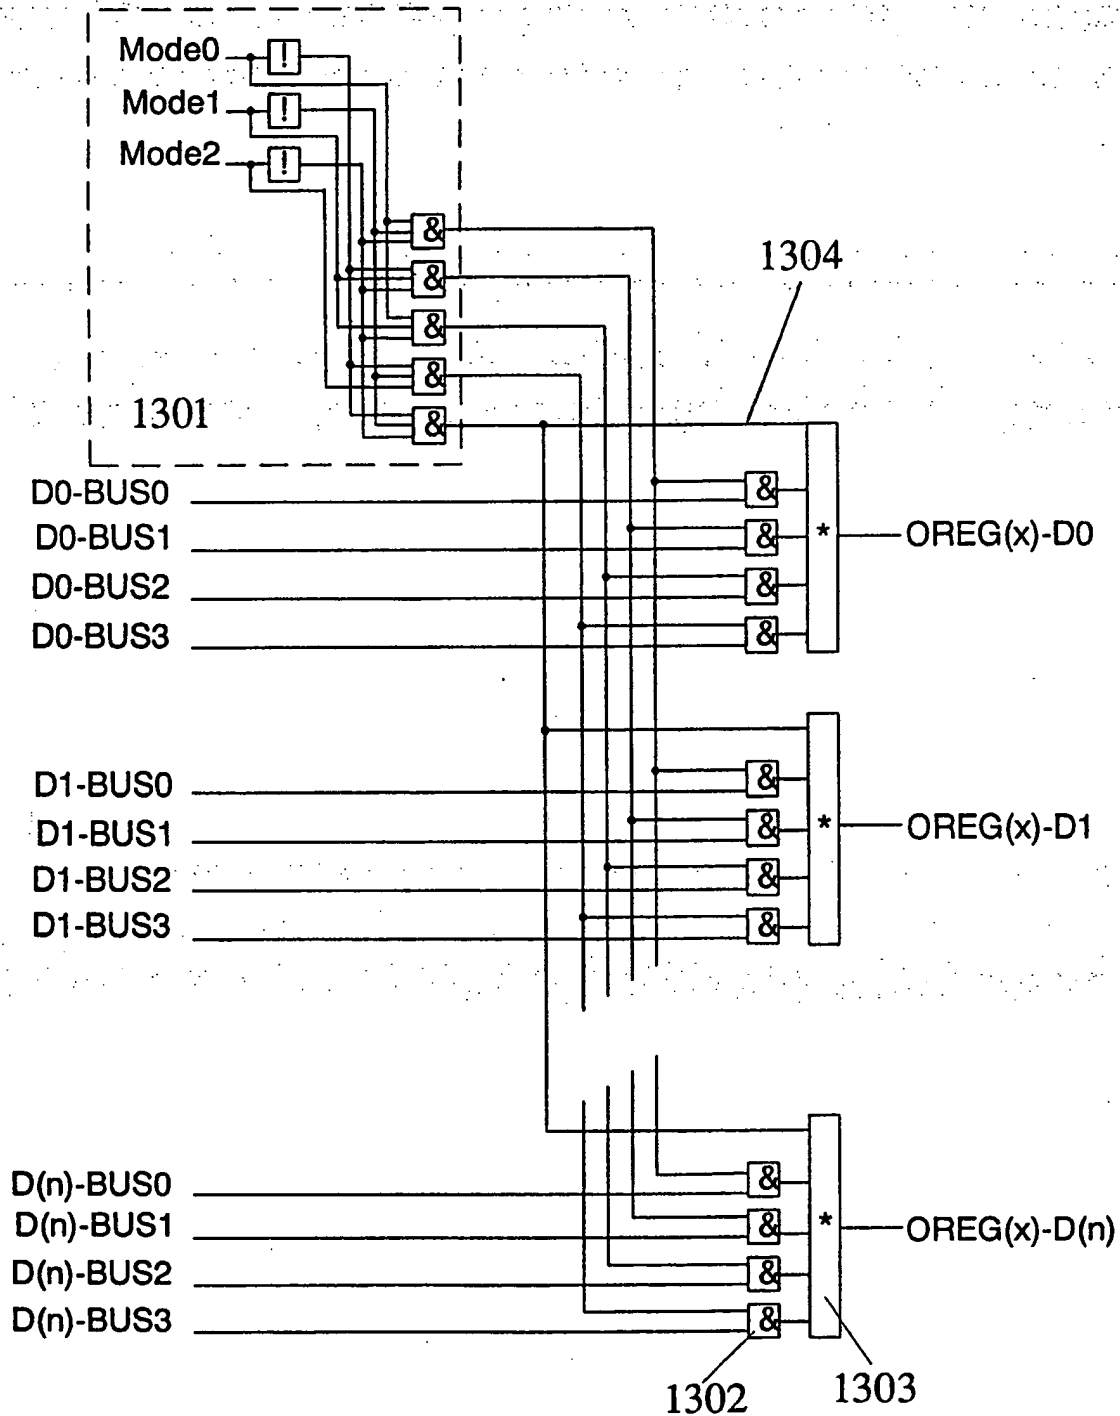 Mode0 !
Mode1 !
Mode2 !
&
&
&
&
&
1301
1304
D0-BUS0 &
D0-BUS1 & * OREG(x)-D0
D0-BUS2 &
D0-BUS3 &
D1-BUS0 &
D1-BUS1 & * OREG(x)-D1
D1-BUS2 &
D1-BUS3 &
D(n)-BUS0 &
D(n)-BUS1 & * OREG(x)-D(n)
D(n)-BUS2 &
D(n)-BUS3 &
1302
1303